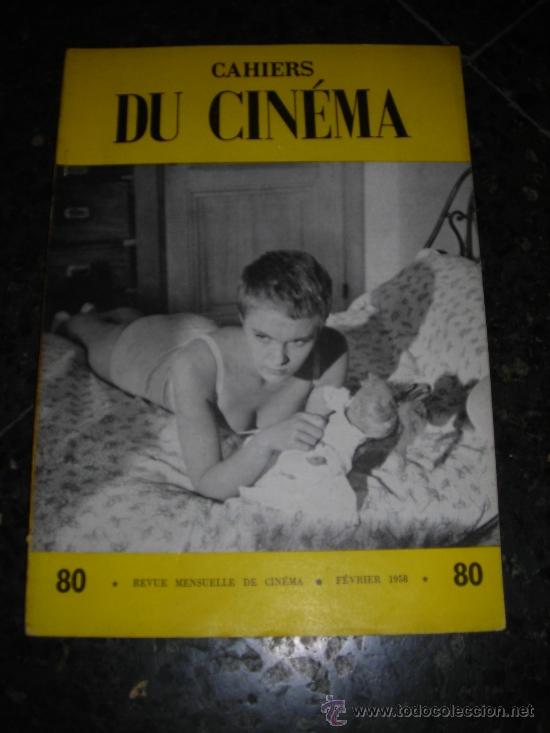 CAHIERS
DU CINÉMA
80 ★ REVUE MENSUELLE DE CINÉMA ★ FÉVRIER 1958 ★ 80
www.todocoleccion.net